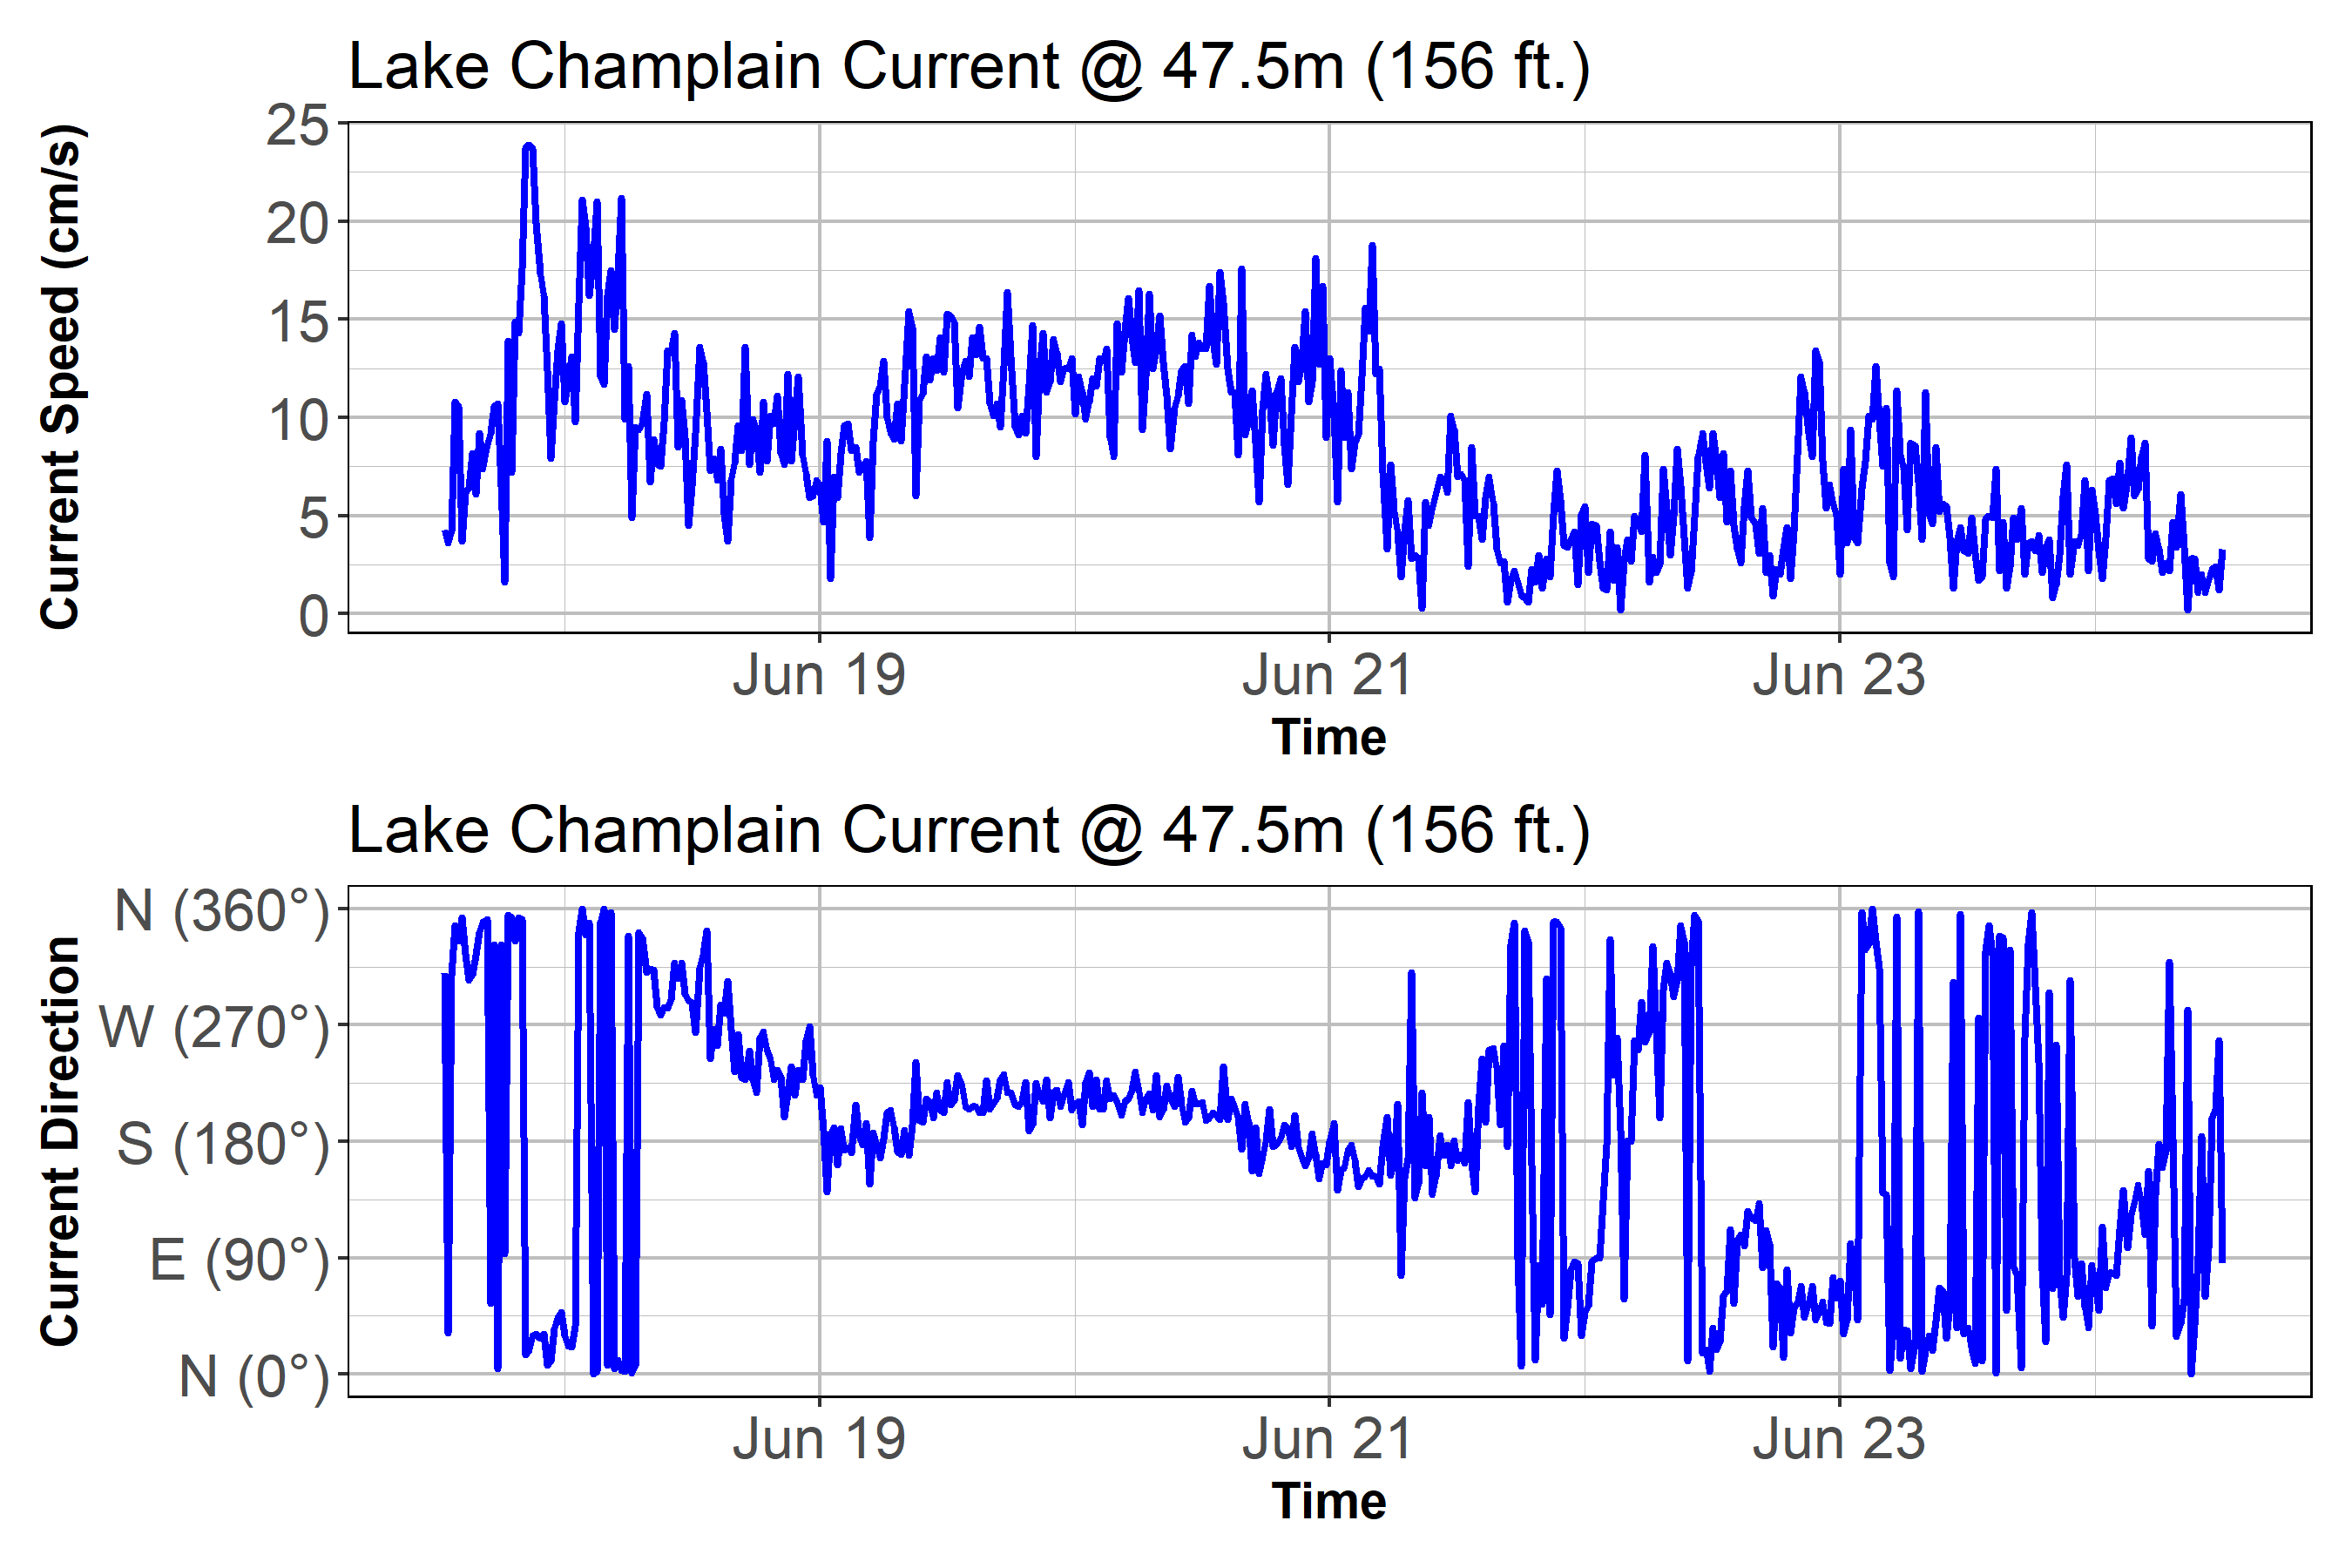 Lake Champlain Current @ 47.5m (156 ft.)
Current Speed (cm/s)
25
20
15
10
5
0
Jun 19 Jun 21 Jun 23
Time
Lake Champlain Current @ 47.5m (156 ft.)
Current Direction
N (360°)
W (270°)
S (180°)
E (90°)
N (0°)
Jun 19 Jun 21 Jun 23
Time